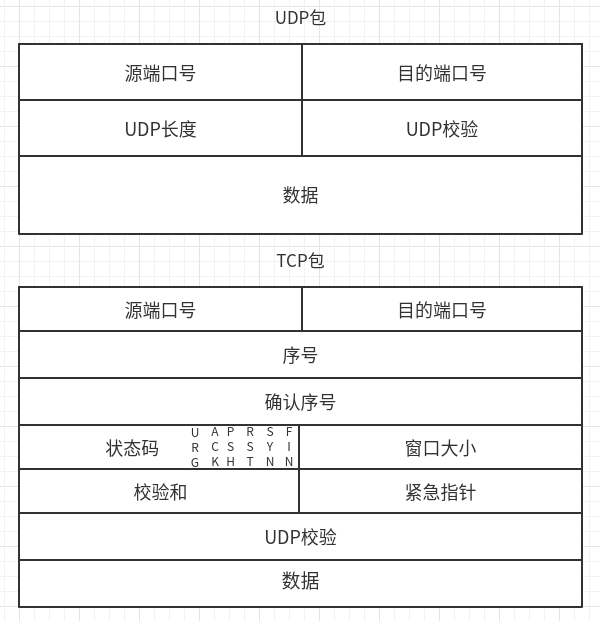 UDP包
源端口号 目的端口号
UDP长度 UDP校验
数据
TCP包
源端口号 目的端口号
序号
确认序号
状态码 URG ACK PSH RST SYN FIN 窗口大小
校验和 紧急指针
UDP校验
数据